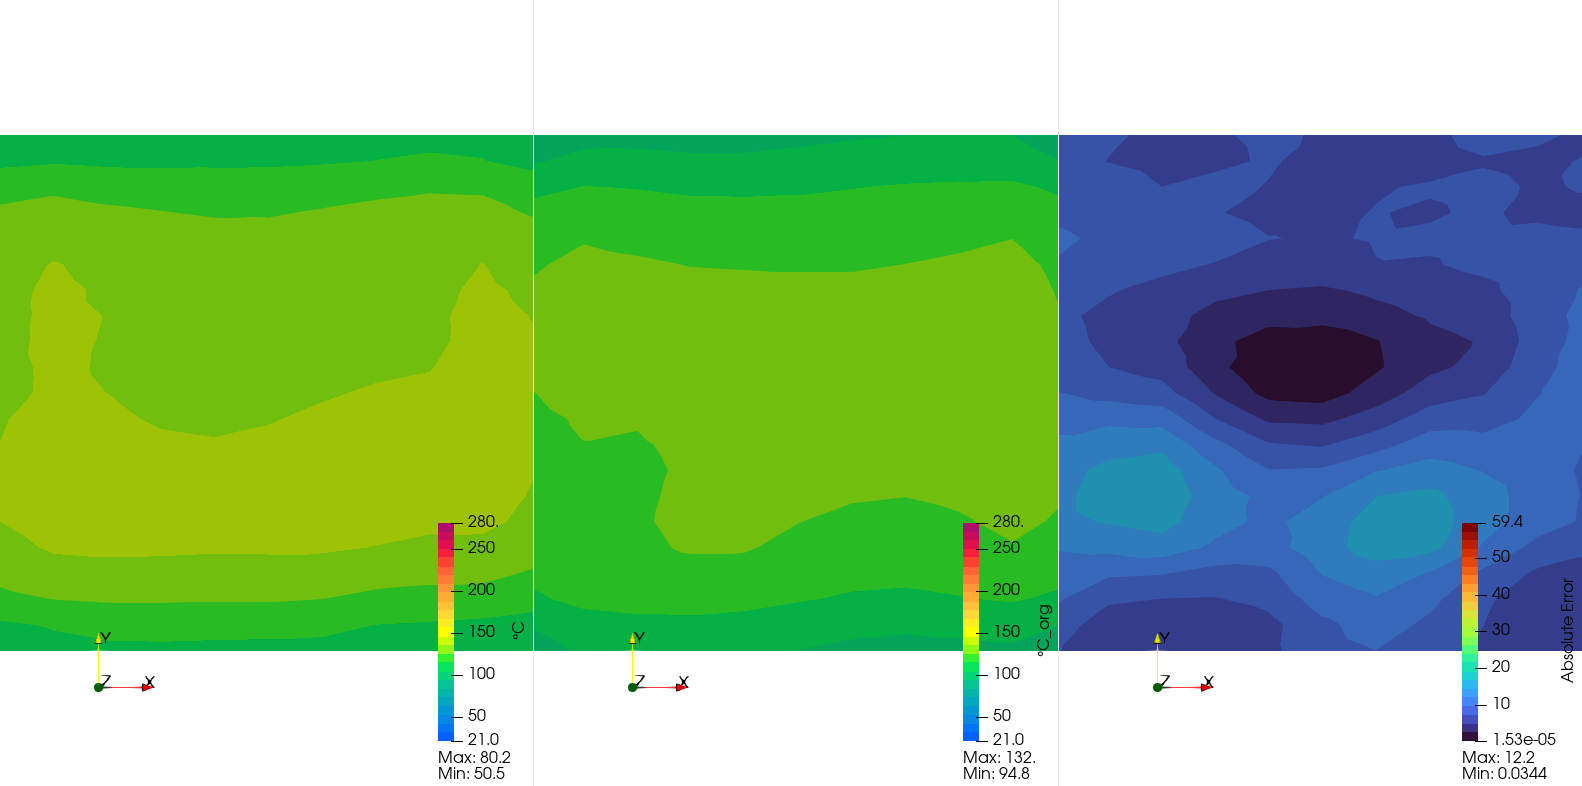 280.
250
200
150
100
50
21.0
°C
Max: 80.2
Min: 50.5
Y
Z
X
280.
250
200
150
100
50
21.0
°C_org
Max: 132.
Min: 94.8
Y
Z
X
59.4
50
40
30
20
10
1.53e-05
Absolute Error
Max: 12.2
Min: 0.0344
Y
Z
X